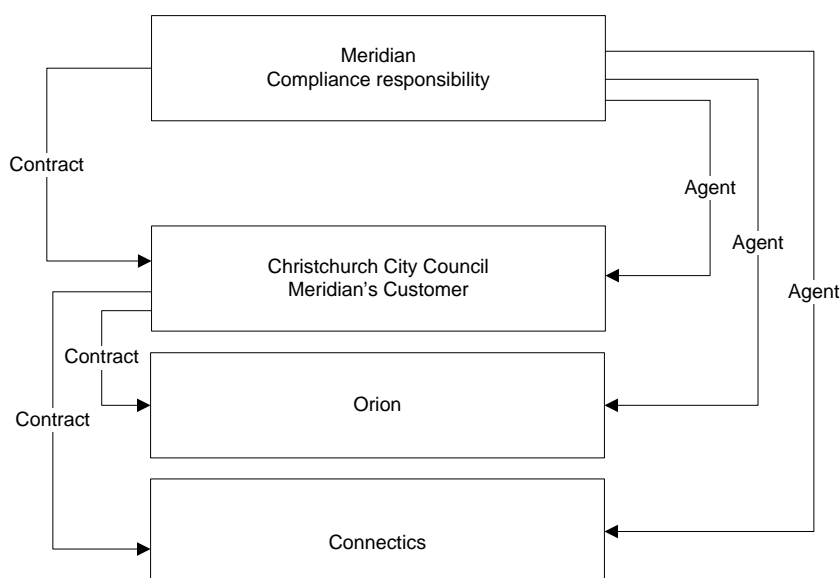 Meridian
Compliance responsibility
Contract
Agent
Agent
Agent
Christchurch City Council
Meridian’s Customer
Contract
Contract
Orion
Connectics